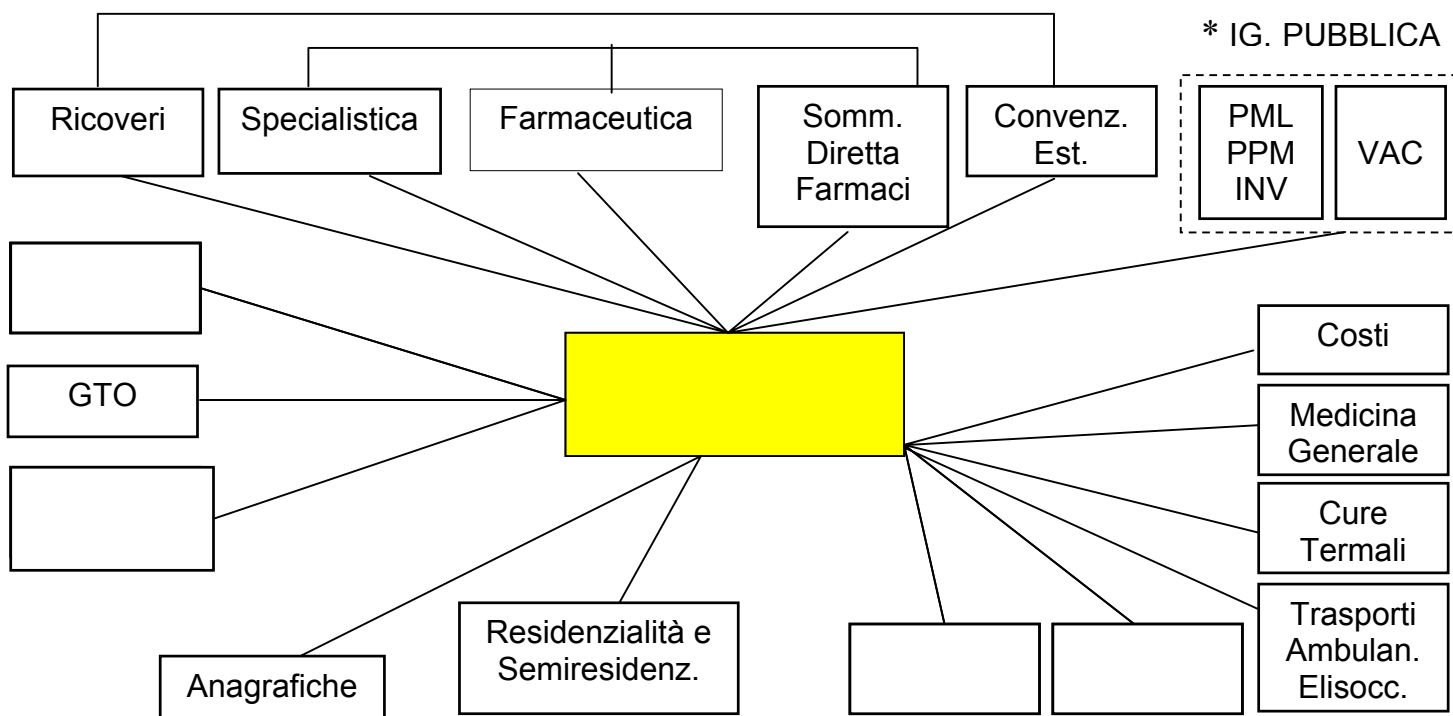 * IG. PUBBLICA
Ricoveri
Specialistica
Farmaceutica
Somm.
Diretta
Farmaci
Convenz.
Est.
PML
PPM
INV
VAC
GTO
Costi
Medicina
Generale
Cure
Termali
Trasporti
Ambulan.
Elisocc.
Residenzialità e
Semiresidenz.
Anagrafiche